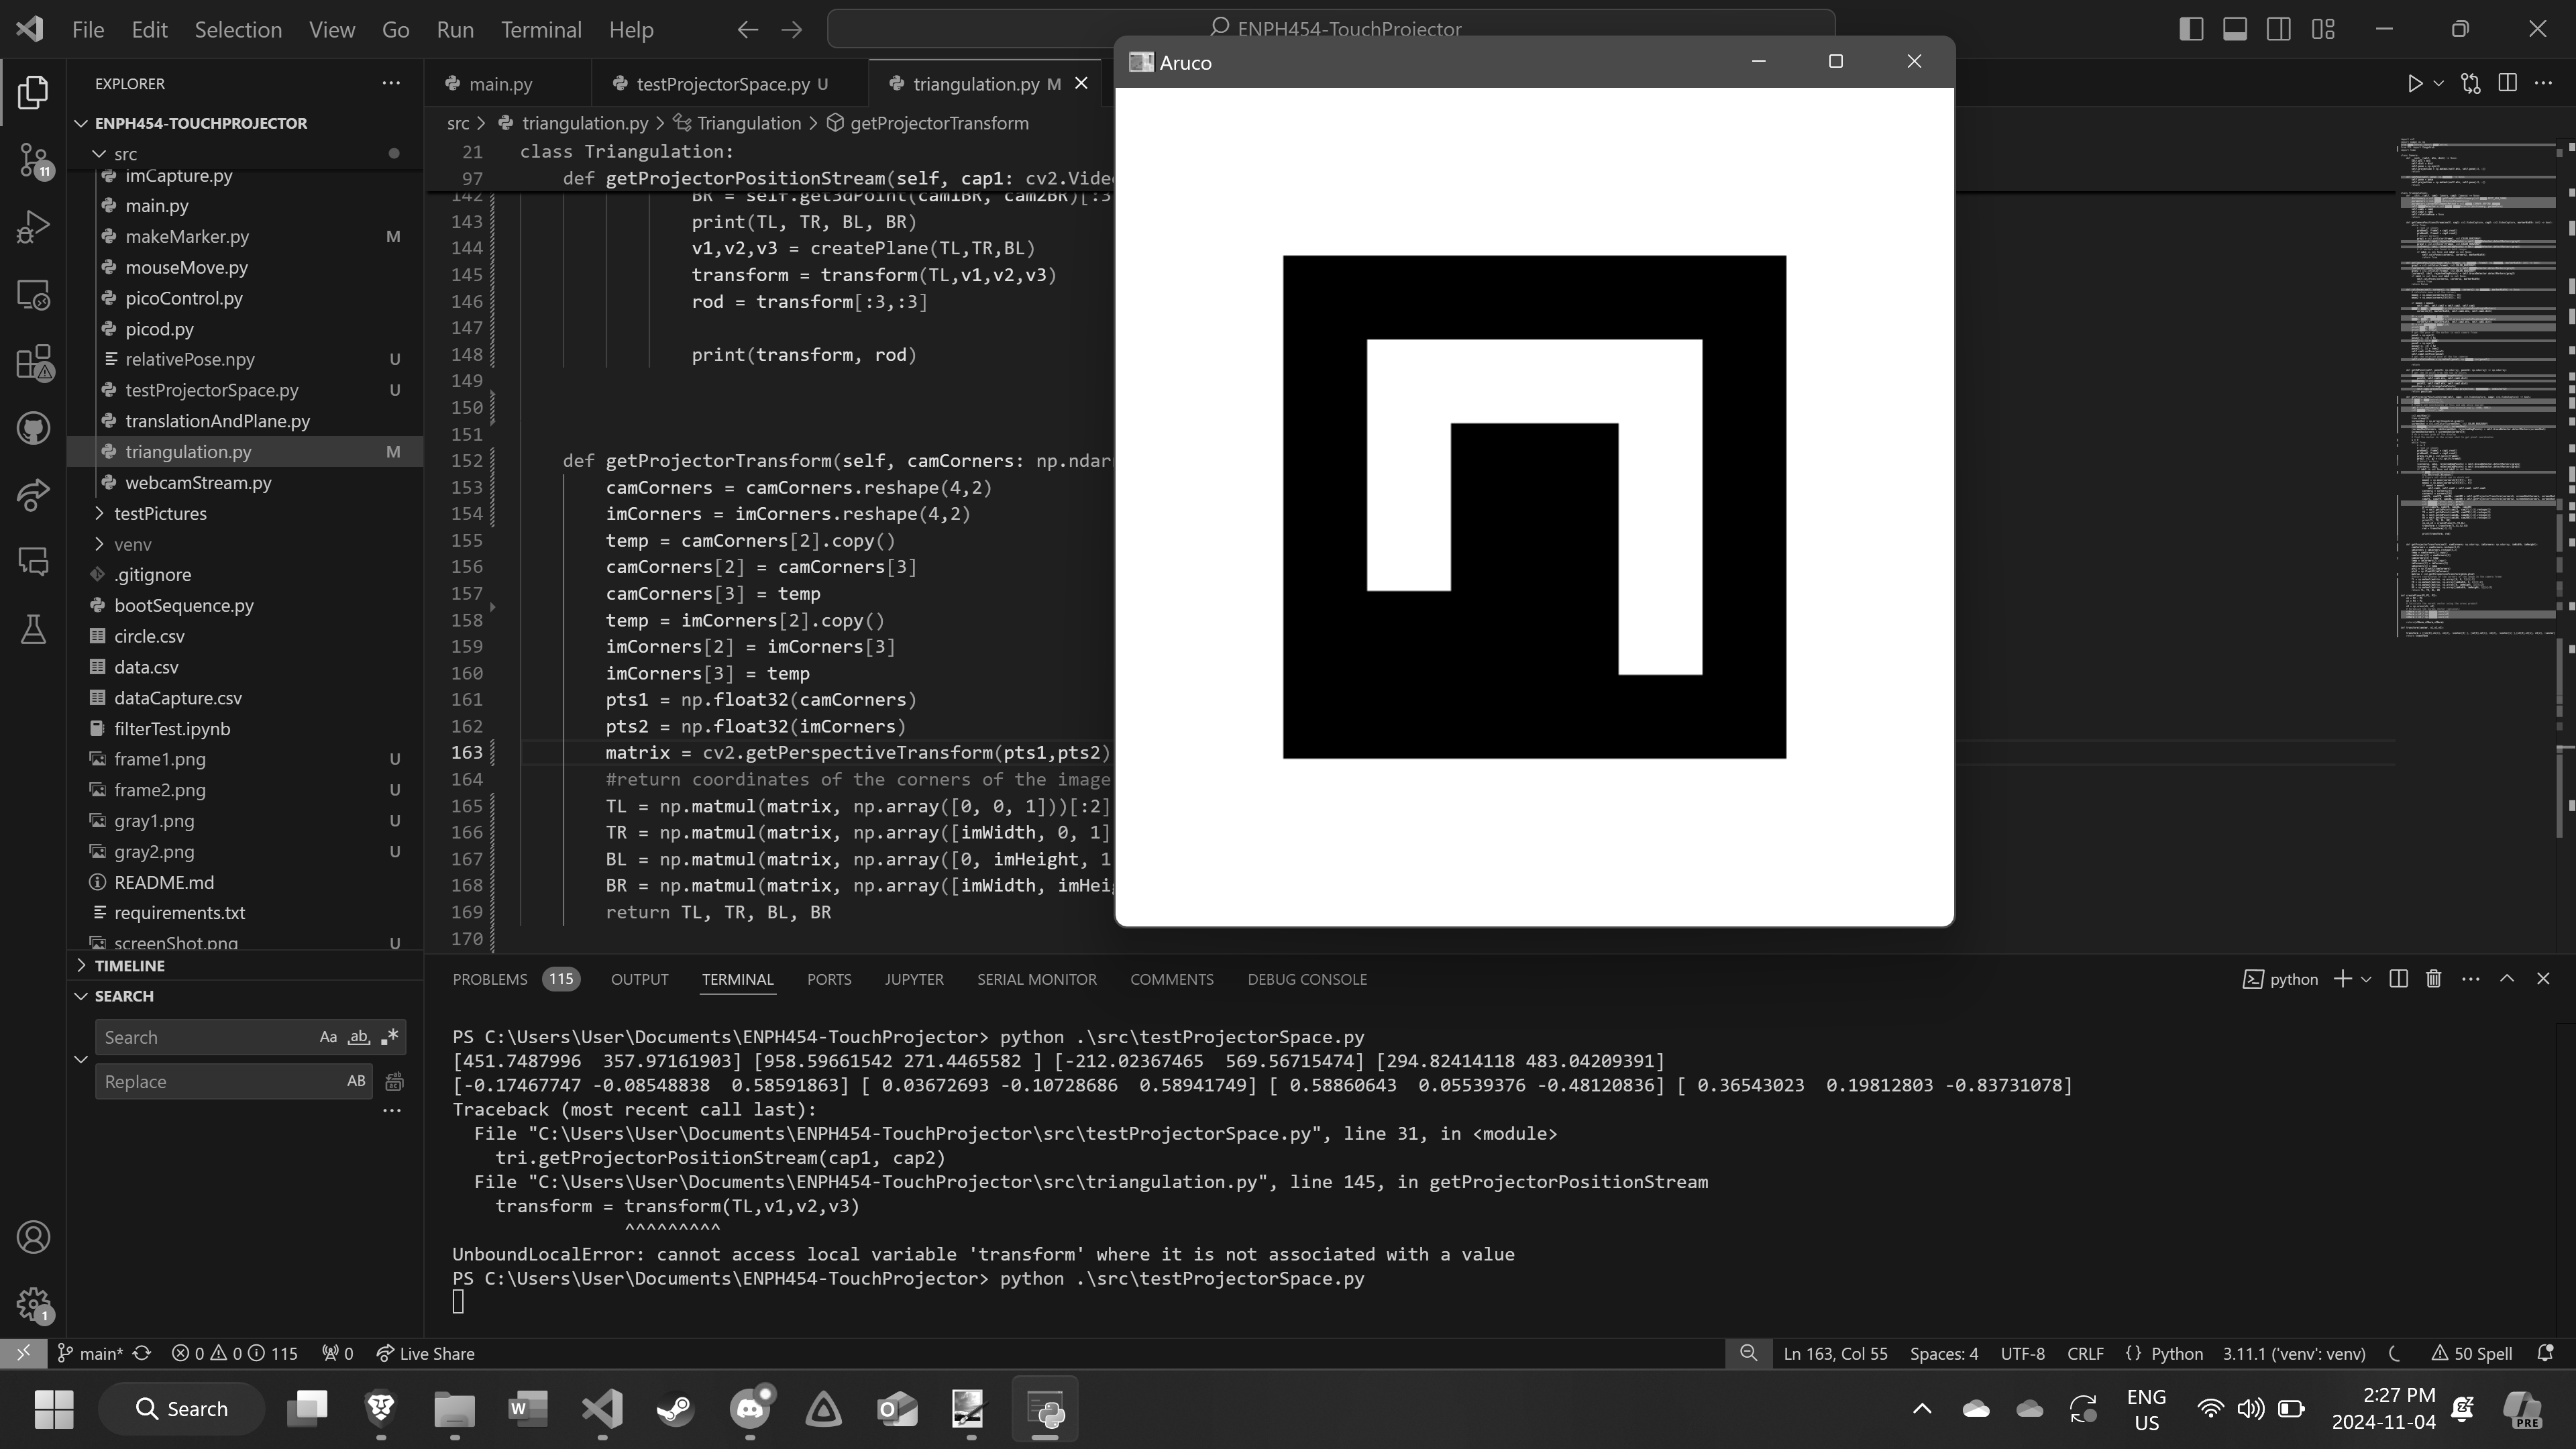 File Edit Selection View Go Run Terminal Help
ENPH454-TouchProjector
Aruco
EXPLORER
main.py
testProjectorSpace.py U
triangulation.py M
ENPH454-TOUCHPROJECTOR
src
imCapture.py
main.py
makeMarker.py M
mouseMove.py
picoControl.py
picod.py
relativePose.npy U
testProjectorSpace.py U
translationAndPlane.py
triangulation.py M
webcamStream.py
testPictures
venv
.gitignore
bootSequence.py
circle.csv
data.csv
dataCapture.csv
filterTest.ipynb
frame1.png U
frame2.png U
gray1.png U
gray2.png U
README.md
requirements.txt
screenShot.png U
TIMELINE
SEARCH
Search Aa ab
Replace AB
11
1
src > triangulation.py > Triangulation > getProjectorTransform
21 class Triangulation:
97 def getProjectorPositionStream(self, cap1: cv2.Vide
142 BR = self.get3dPoint(cam1BR, cam2BR)[:3
143 print(TL, TR, BL, BR)
144 v1,v2,v3 = createPlane(TL,TR,BL)
145 transform = transform(TL,v1,v2,v3)
146 rod = transform[:3,:3]
147
148 print(transform, rod)
149
150
151
152 def getProjectorTransform(self, camCorners: np.ndar
153 camCorners = camCorners.reshape(4,2)
154 imCorners = imCorners.reshape(4,2)
155 temp = camCorners[2].copy()
156 camCorners[2] = camCorners[3]
157 camCorners[3] = temp
158 temp = imCorners[2].copy()
159 imCorners[2] = imCorners[3]
160 imCorners[3] = temp
161 pts1 = np.float32(camCorners)
162 pts2 = np.float32(imCorners)
163 matrix = cv2.getPerspectiveTransform(pts1,pts2)
164 #return coordinates of the corners of the image
165 TL = np.matmul(matrix, np.array([0, 0, 1]))[:2]
166 TR = np.matmul(matrix, np.array([imWidth, 0, 1]
167 BL = np.matmul(matrix, np.array([0, imHeight, 1
168 BR = np.matmul(matrix, np.array([imWidth, imHei
169 return TL, TR, BL, BR
170
PROBLEMS 115 OUTPUT TERMINAL PORTS JUPYTER SERIAL MONITOR COMMENTS DEBUG CONSOLE
python
PS C:\Users\User\Documents\ENPH454-TouchProjector> python .\src\testProjectorSpace.py
[451.7487996 357.97161903] [958.59661542 271.4465582 ] [-212.02367465 569.56715474] [294.82414118 483.04209391]
[-0.17467747 -0.08548838 0.58591863] [ 0.03672693 -0.10728686 0.58941749] [ 0.58860643 0.05539376 -0.48120836] [ 0.36543023 0.19812803 -0.83731078]
Traceback (most recent call last):
File "C:\Users\User\Documents\ENPH454-TouchProjector\src\testProjectorSpace.py", line 31, in <module>
tri.getProjectorPositionStream(cap1, cap2)
File "C:\Users\User\Documents\ENPH454-TouchProjector\src\triangulation.py", line 145, in getProjectorPositionStream
transform = transform(TL,v1,v2,v3)
^^^^^^^^^
UnboundLocalError: cannot access local variable 'transform' where it is not associated with a value
PS C:\Users\User\Documents\ENPH454-TouchProjector> python .\src\testProjectorSpace.py
main* 0 0 115 0 Live Share
Ln 163, Col 55 Spaces: 4 UTF-8 CRLF {} Python 3.11.1 ('venv': venv) 50 Spell
Search
ENG
US
2:27 PM
2024-11-04
PRE